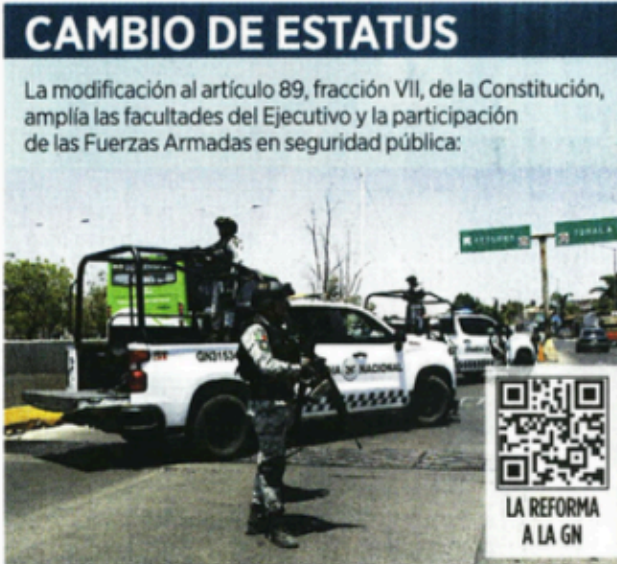 CAMBIO DE ESTATUS
La modificación al artículo 89, fracción VII, de la Constitución,
amplía las facultades del Ejecutivo y la participación
de las Fuerzas Armadas en seguridad pública:
TONALA
NACIONAL
LA REFORMA
A LA GN